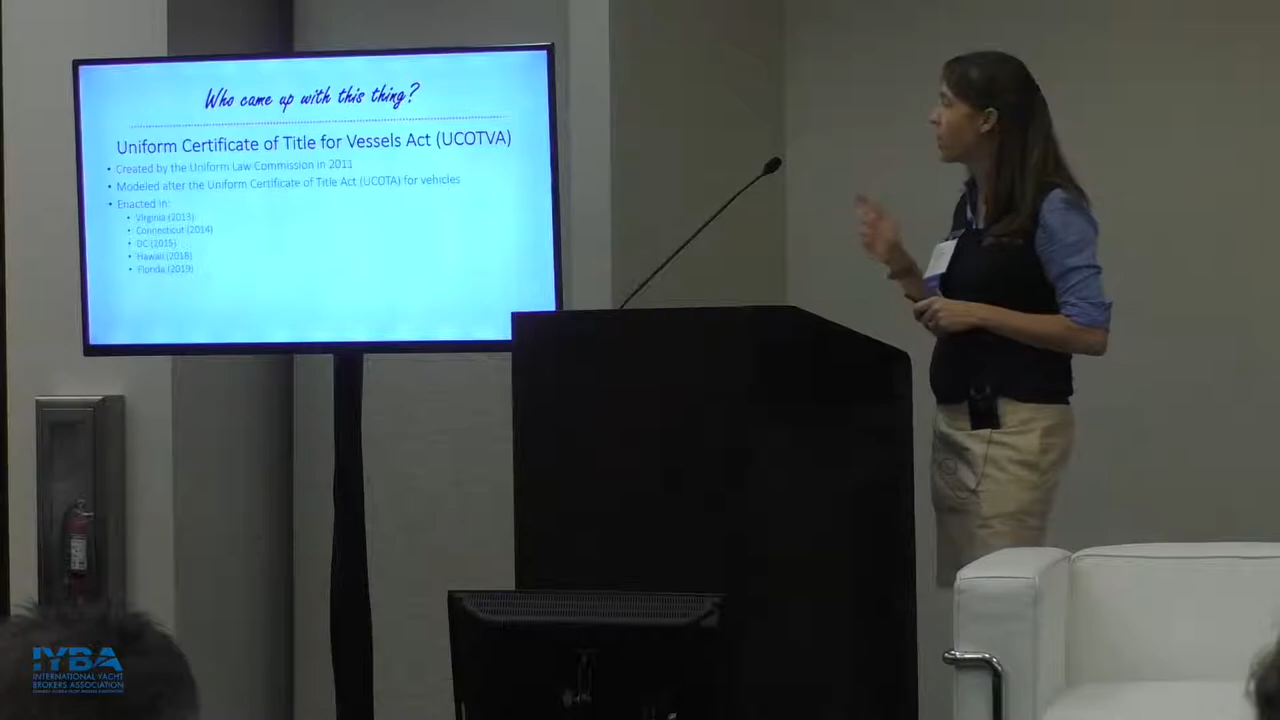 Who came up with this thing?
Uniform Certificate of Title for Vessels Act (UCOTVA)
• Created by the Uniform Law Commission in 2011
• Modeled after the Uniform Certificate of Title Act (UCOTA) for vehicles
• Enacted in:
• Virginia (2013)
• Connecticut (2014)
• DC (2015)
• Hawaii (2018)
• Florida (2019)
IYBA
INTERNATIONAL YACHT
BROKERS ASSOCIATION